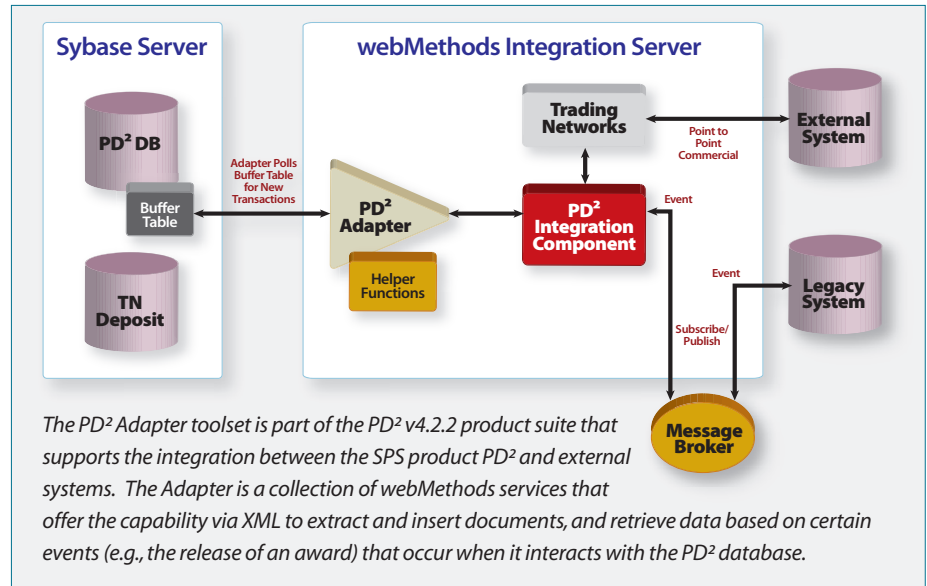 Sybase Server
webMethods Integration Server
PD² DB
Buffer
Table
TN
Deposit
Adapter Polls
Buffer Table
for New
Transactions
PD²
Adapter
Helper
Functions
Trading
Networks
PD²
Integration
Component
Point to
Point
Commercial
External
System
Event
Event
Legacy
System
Subscribe/
Publish
Message
Broker
The PD² Adapter toolset is part of the PD² v4.2.2 product suite that
supports the integration between the SPS product PD² and external
systems. The Adapter is a collection of webMethods services that
offer the capability via XML to extract and insert documents, and retrieve data based on certain
events (e.g., the release of an award) that occur when it interacts with the PD² database.